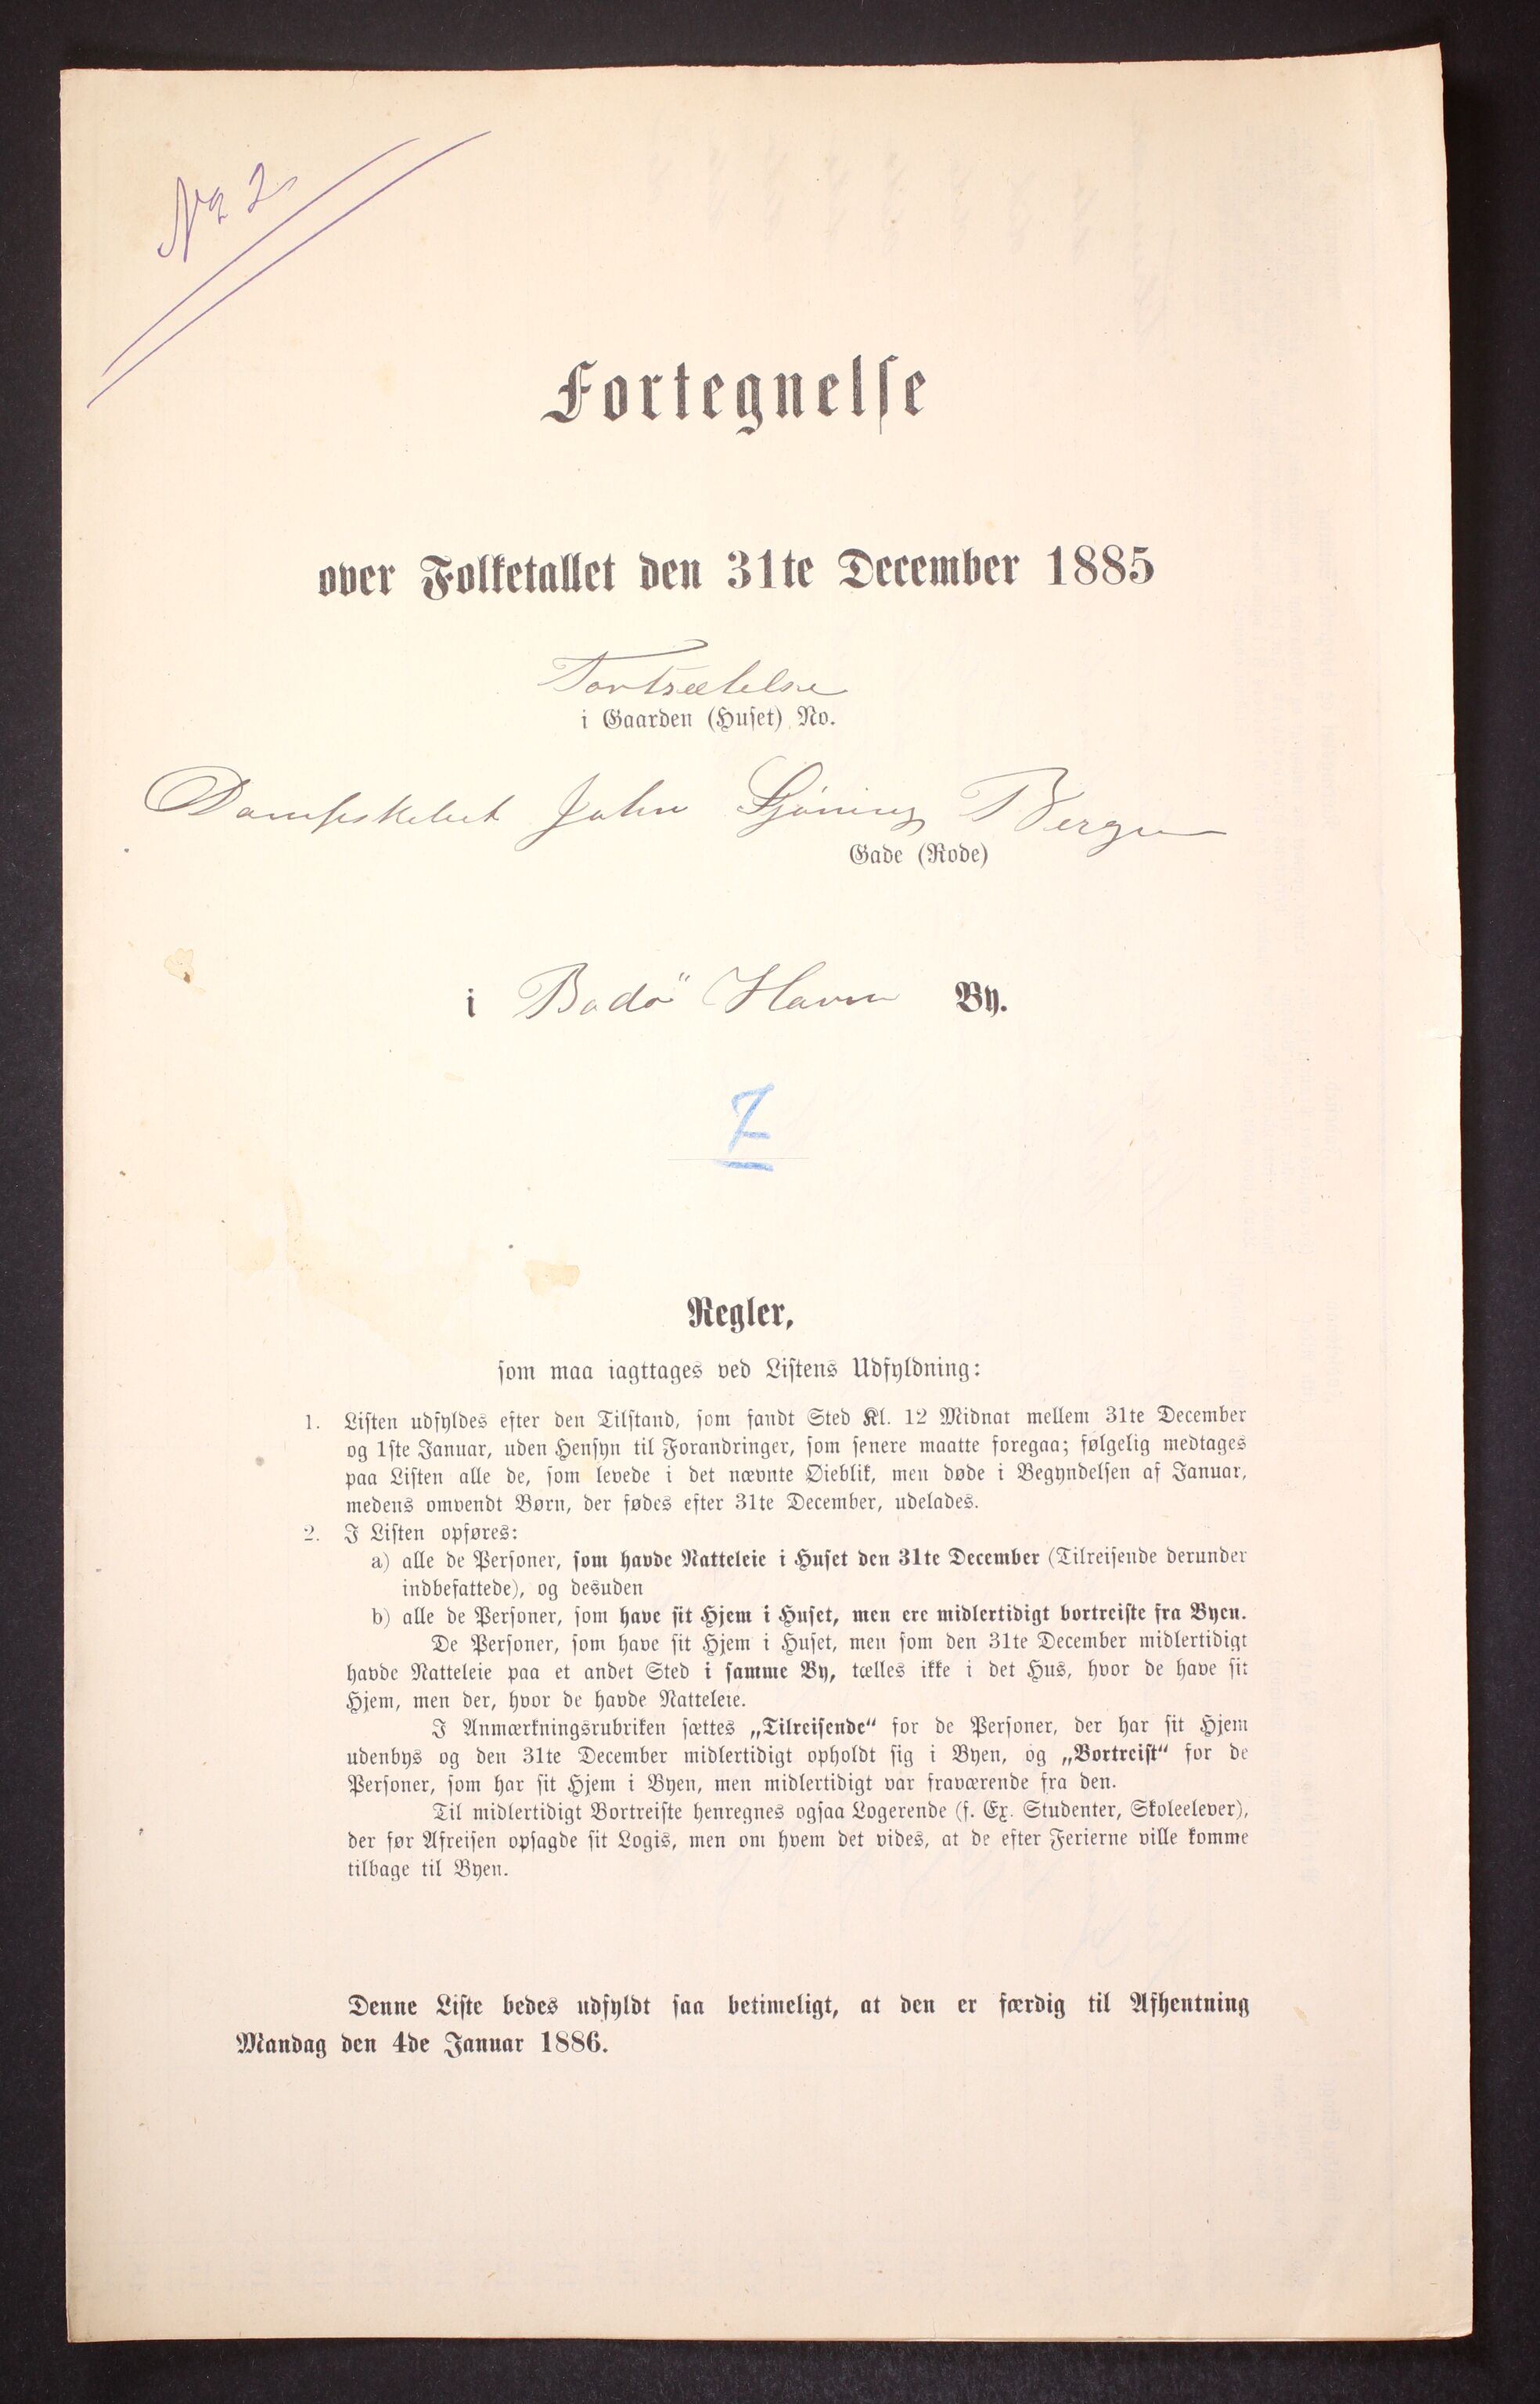 No 2
Fortegnelse
over Folketallet den 31te December 1885
Fortsættelse
i Gaarden (Huset) No.
Dampskibet John Sjöning Bergen
Gade (Rode)
i Bodö Havn By.
7
Regler,
som maa iagttages ved Listens Udfyldning:
1. Listen udfyldes efter den Tilstand, som fandt Sted Kl. 12 Midnat mellem 31te December
og 1ste Januar, uden Hensyn til Forandringer, som senere maatte foregaa; følgelig medtages
paa Listen alle de, som levede i det nævnte Øieblik, men døde i Begyndelsen af Januar,
medens omvendt Børn, der fødes efter 31te December, udelades.
2. I Listen opføres:
a) alle de Personer, som havde Natteleie i Huset den 31te December (Tilreisende derunder
indbefattede), og desuden
b) alle de Personer, som have sit Hjem i Huset, men ere midlertidigt bortreiste fra Byen.
De Personer, som have sit Hjem i Huset, men som den 31te December midlertidigt
havde Natteleie paa et andet Sted i samme By, tælles ikke i det Hus, hvor de have sit
Hjem, men der, hvor de havde Natteleie.
I Anmærkningsrubriken sættes „Tilreisende“ for de Personer, der har sit Hjem
udenbys og den 31te December midlertidigt opholdt sig i Byen, og „Bortreist“ for de
Personer, som har sit Hjem i Byen, men midlertidigt var fraværende fra den.
Til midlertidigt Bortreiste henregnes ogsaa Logerende (f. Ex. Studenter, Skoleelever),
der før Afreisen opsagde sit Logis, men om hvem det vides, at de efter Ferierne ville komme
tilbage til Byen.
Denne Liste bedes udfyldt saa betimeligt, at den er færdig til Afhentning
Mandag den 4de Januar 1886.